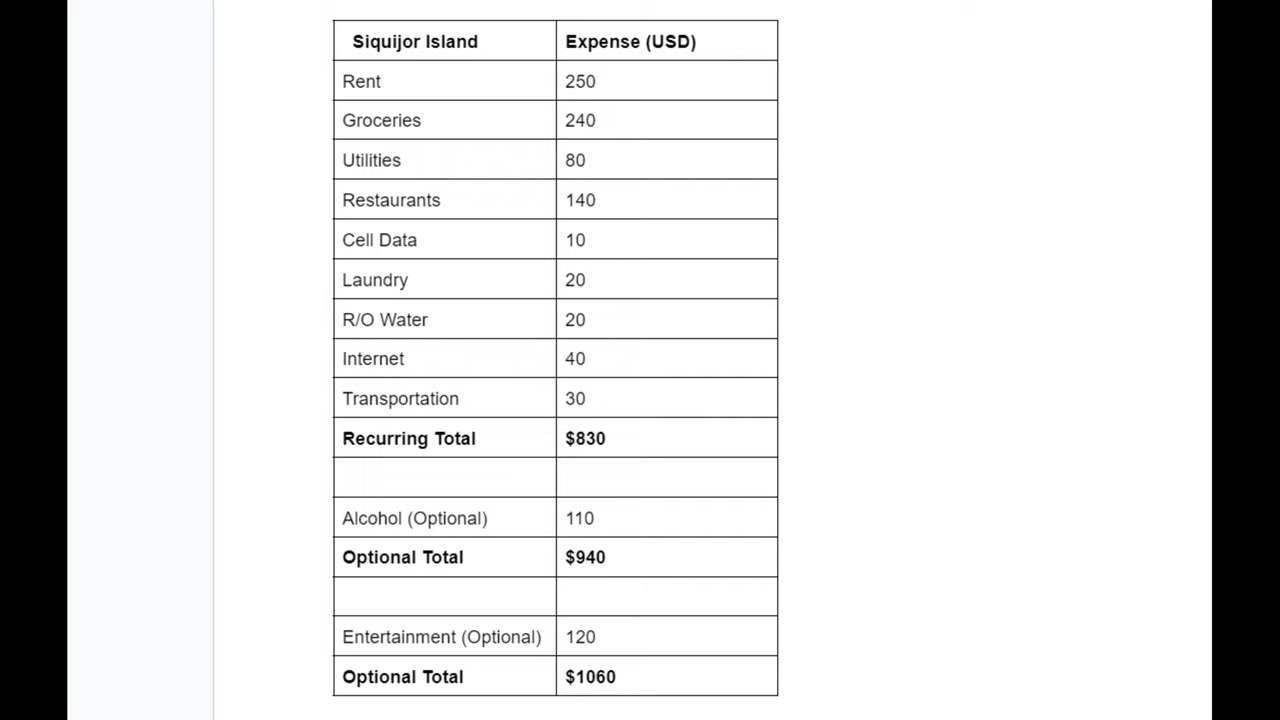 Siquijor Island Expense (USD)
Rent 250
Groceries 240
Utilities 80
Restaurants 140
Cell Data 10
Laundry 20
R/O Water 20
Internet 40
Transportation 30
Recurring Total $830
Alcohol (Optional) 110
Optional Total $940
Entertainment (Optional) 120
Optional Total $1060